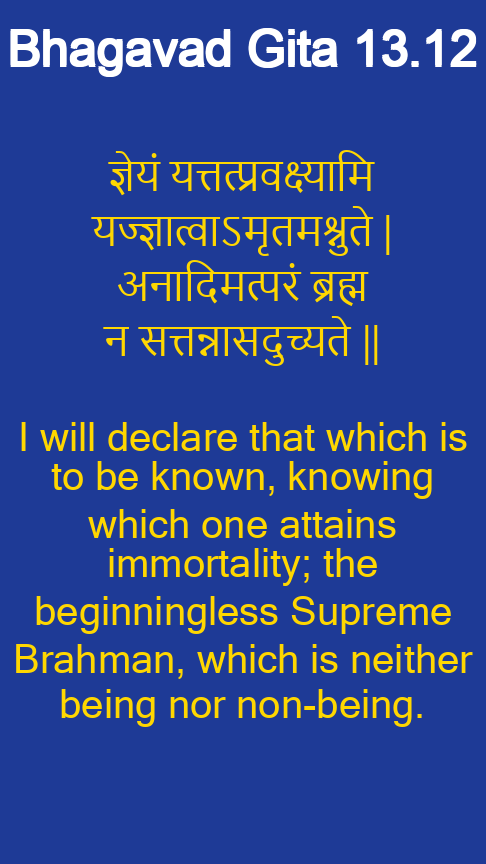 Bhagavad Gita 13.12
ज्ञेयं यत्तत्प्रवक्ष्यामि
यज्ज्ञात्वाऽमृतमश्नुते |
अनादिमत्परं ब्रह्म
न सत्तन्नासदुच्यते ||
I will declare that which is
to be known, knowing
which one attains
immortality; the
beginningless Supreme
Brahman, which is neither
being nor non-being.